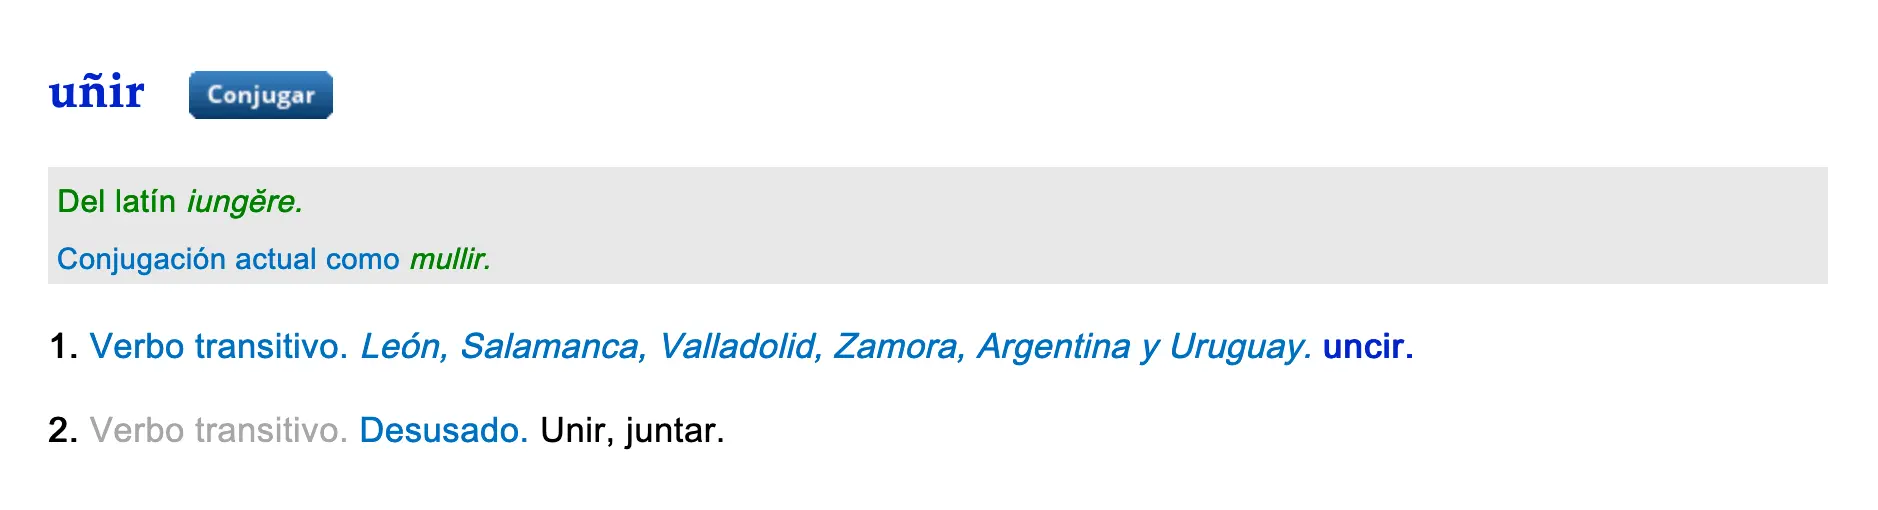 uñir Conjugar
Del latín iungĕre.
Conjugación actual como mullir.
1. Verbo transitivo. León, Salamanca, Valladolid, Zamora, Argentina y Uruguay. uncir.
2. Verbo transitivo. Desusado. Unir, juntar.